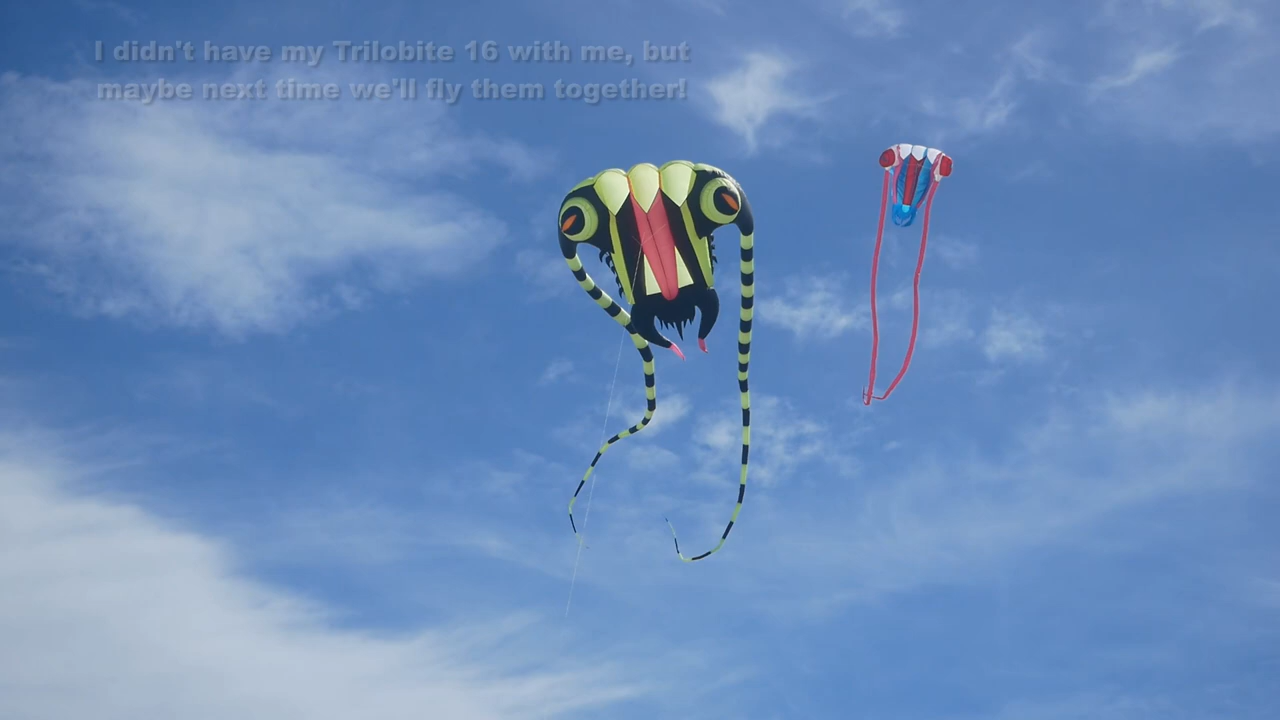 I didn't have my Trilobite 16 with me, but
maybe next time we'll fly them together!